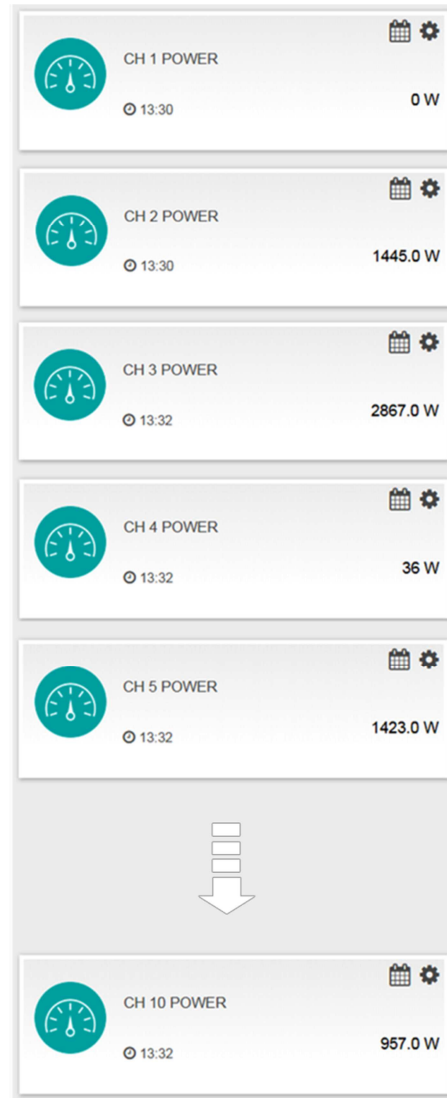 CH 1 POWER
13:30
0 W
CH 2 POWER
13:30
1445.0 W
CH 3 POWER
13:32
2867.0 W
CH 4 POWER
13:32
36 W
CH 5 POWER
13:32
1423.0 W
CH 10 POWER
13:32
957.0 W